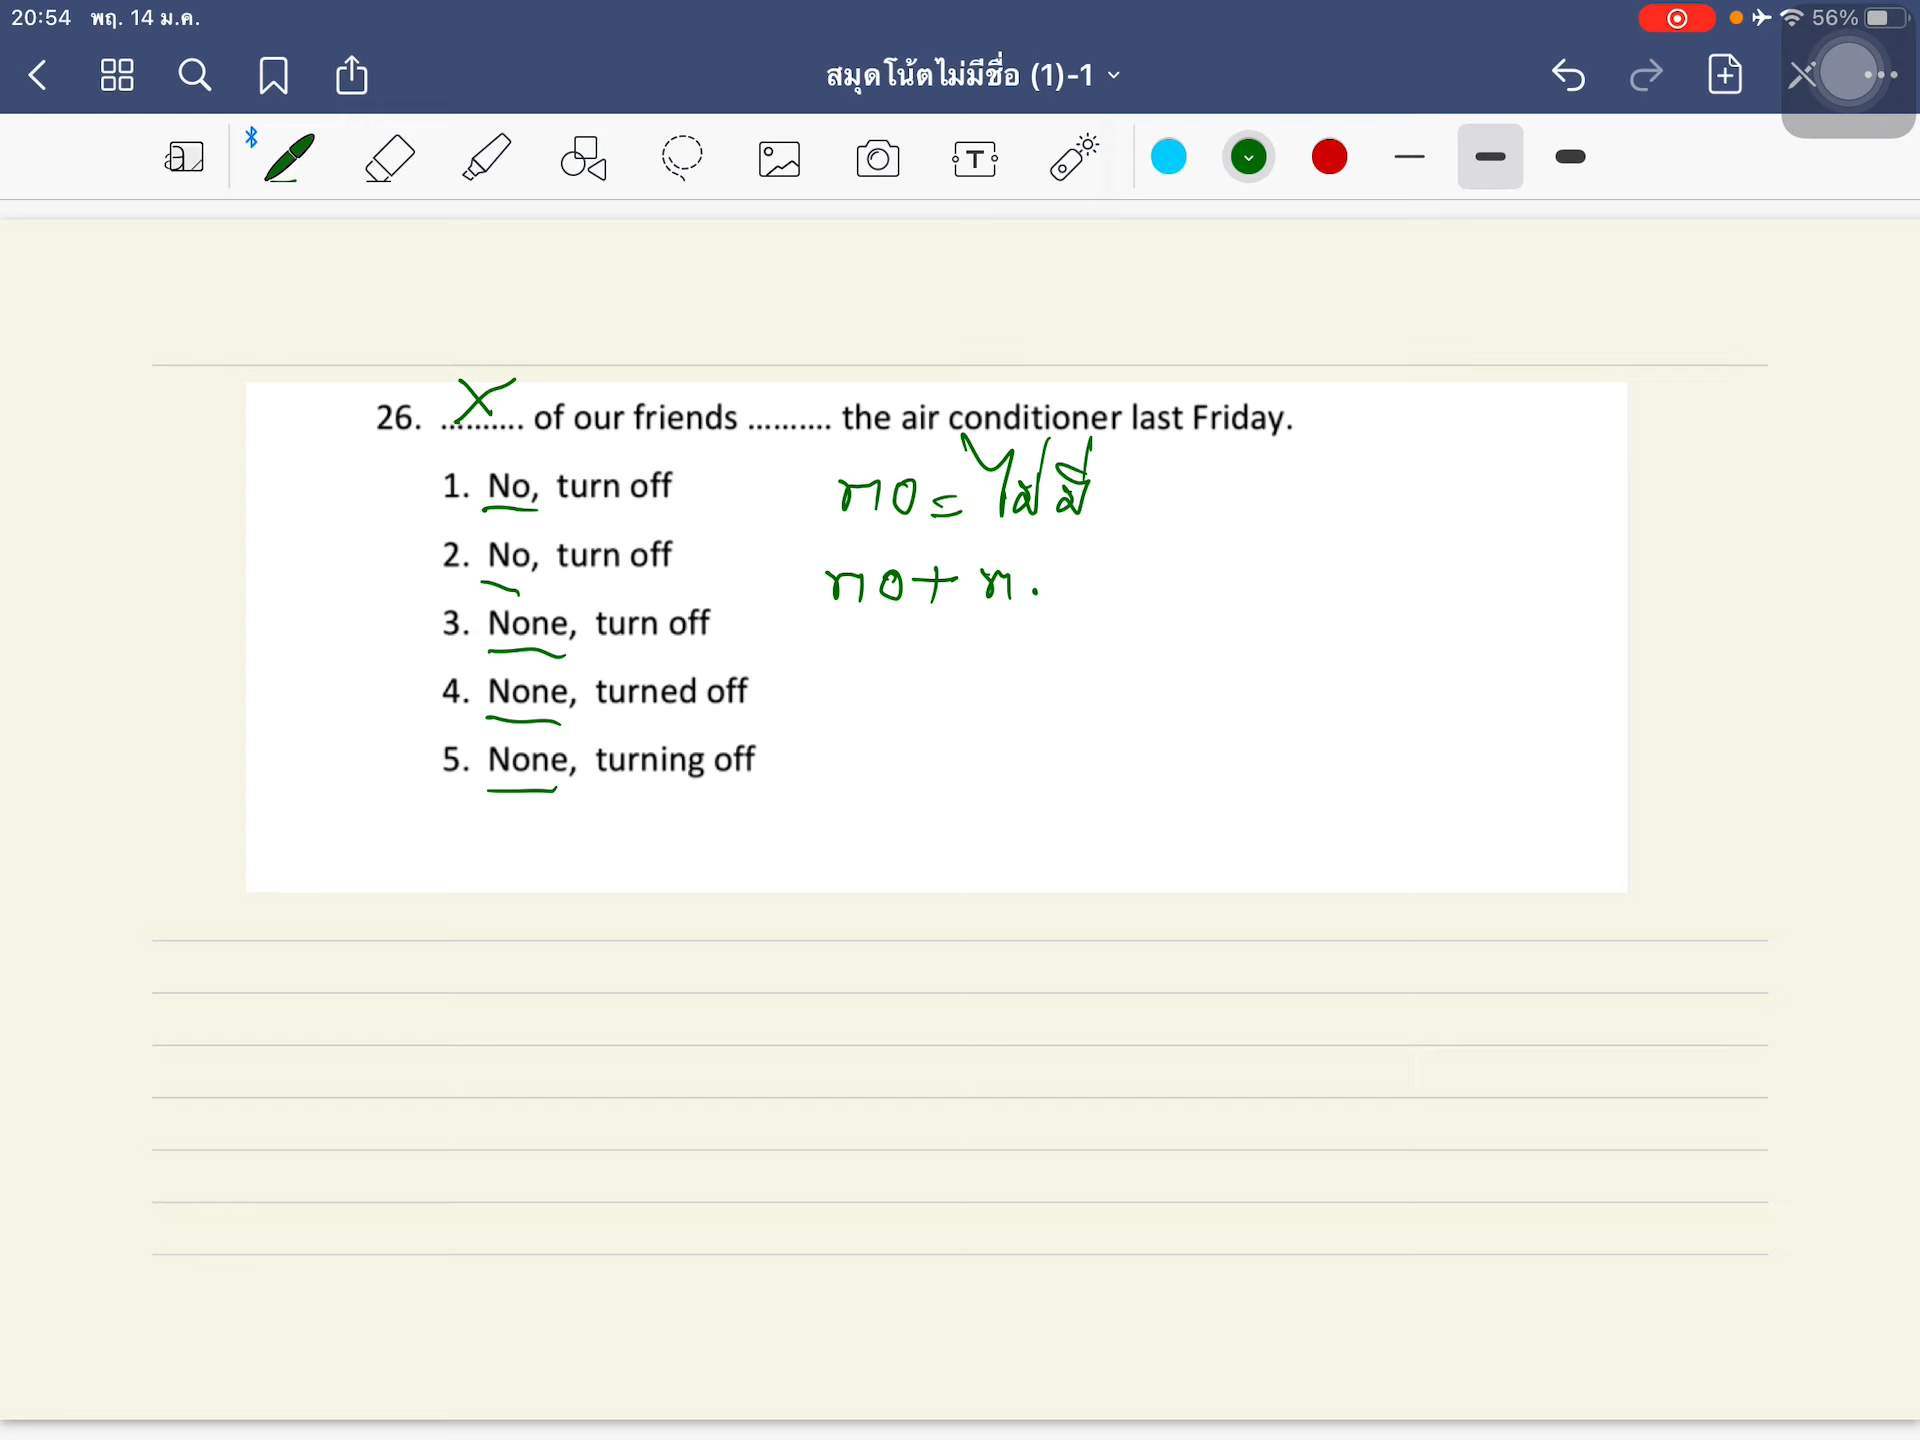 20:54 พฤ. 14 ม.ค.
56%
สมุดโน้ตไม่มีชื่อ (1)-1
T
26. .......... of our friends .......... the air conditioner last Friday.
X
1. No, turn off
no = ไม่มี
2. No, turn off
no + n.
3. None, turn off
4. None, turned off
5. None, turning off